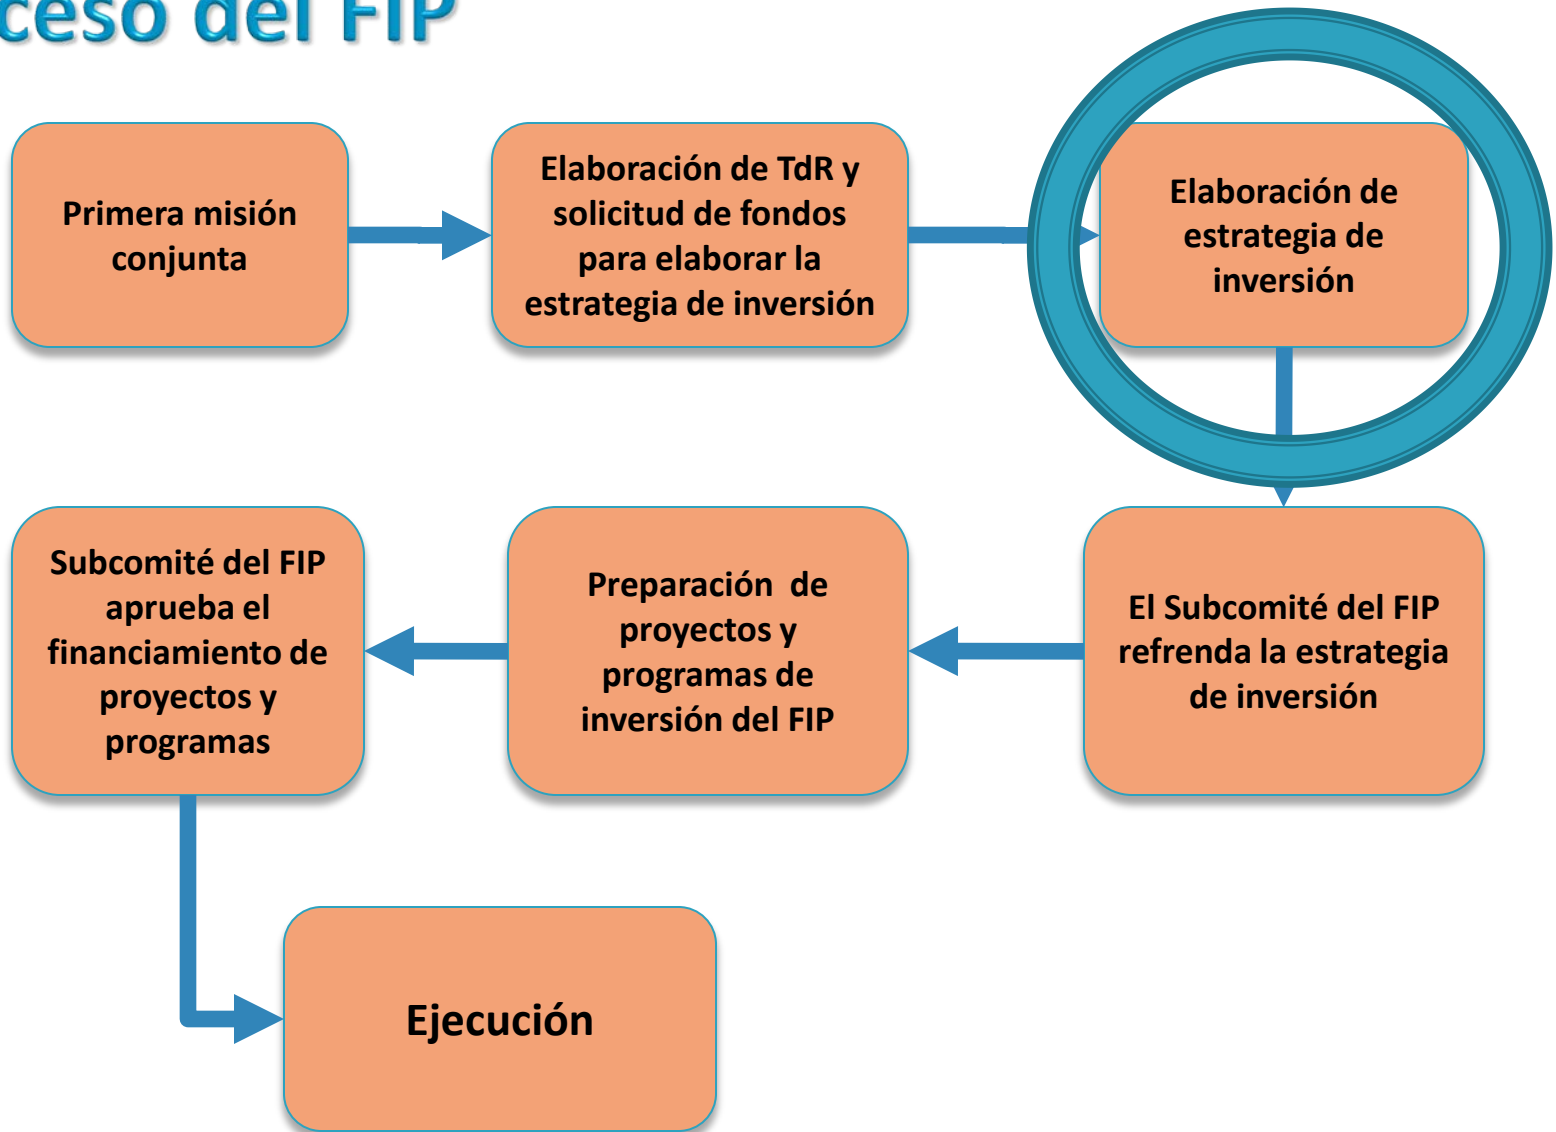 del FIP
Primera misión
conjunta
Elaboración de TdR y
solicitud de fondos
para elaborar la
estrategia de inversión
Elaboración de
estrategia de
inversión
El Subcomité del FIP
refrenda la estrategia
de inversión
Preparación de
proyectos y
programas de
inversión del FIP
Subcomité del FIP
aprueba el
financiamiento de
proyectos y
programas
Ejecución